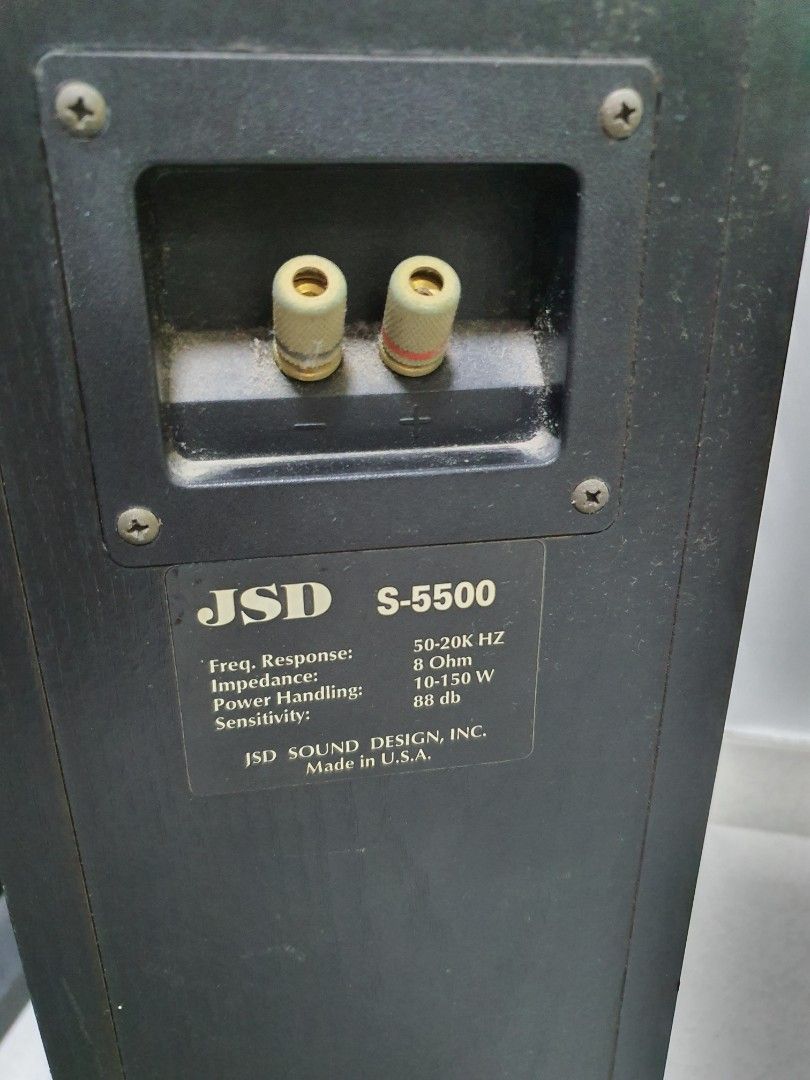 - +
JSD S-5500
Freq. Response: 50-20K HZ
Impedance: 8 Ohm
Power Handling: 10-150 W
Sensitivity: 88 db
JSD SOUND DESIGN, INC.
Made in U.S.A.